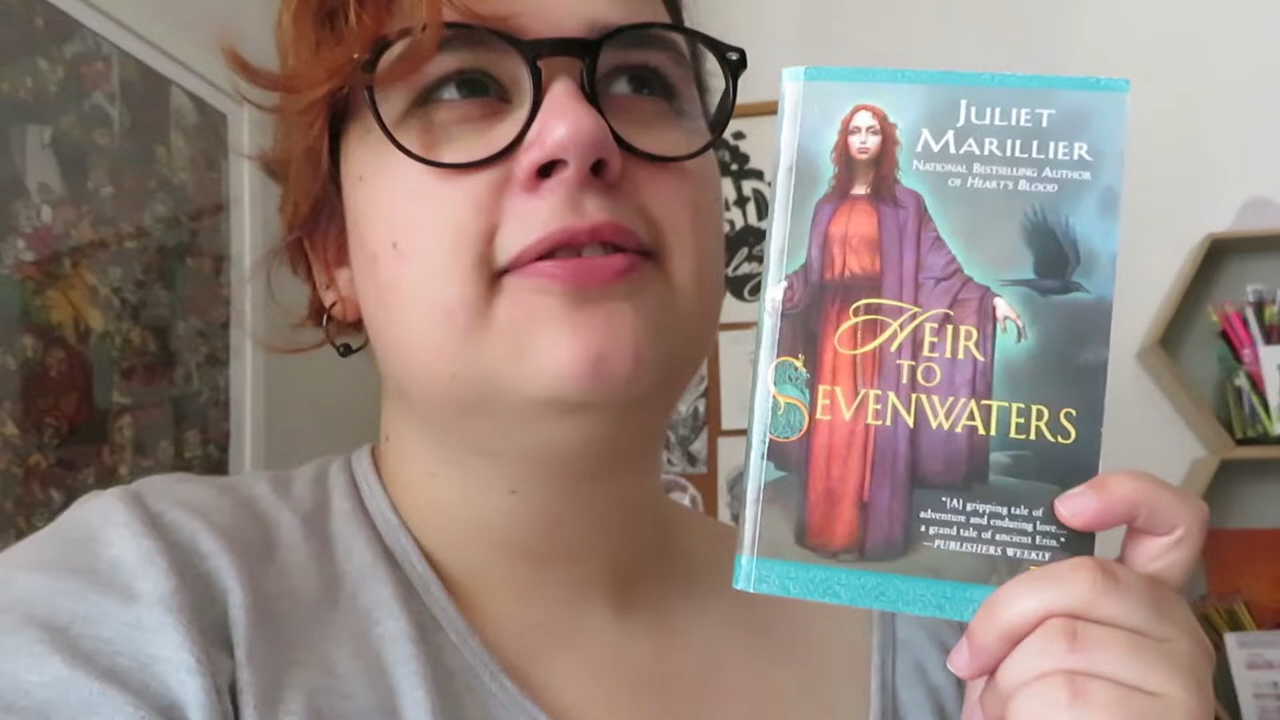 JULIET
MARILLIER
NATIONAL BESTSELLING AUTHOR
OF HEART'S BLOOD
HEIR
TO
SEVENWATERS
"[A] gripping tale of
adventure and enduring love...
a grand tale of ancient Erin."
—PUBLISHERS WEEKLY